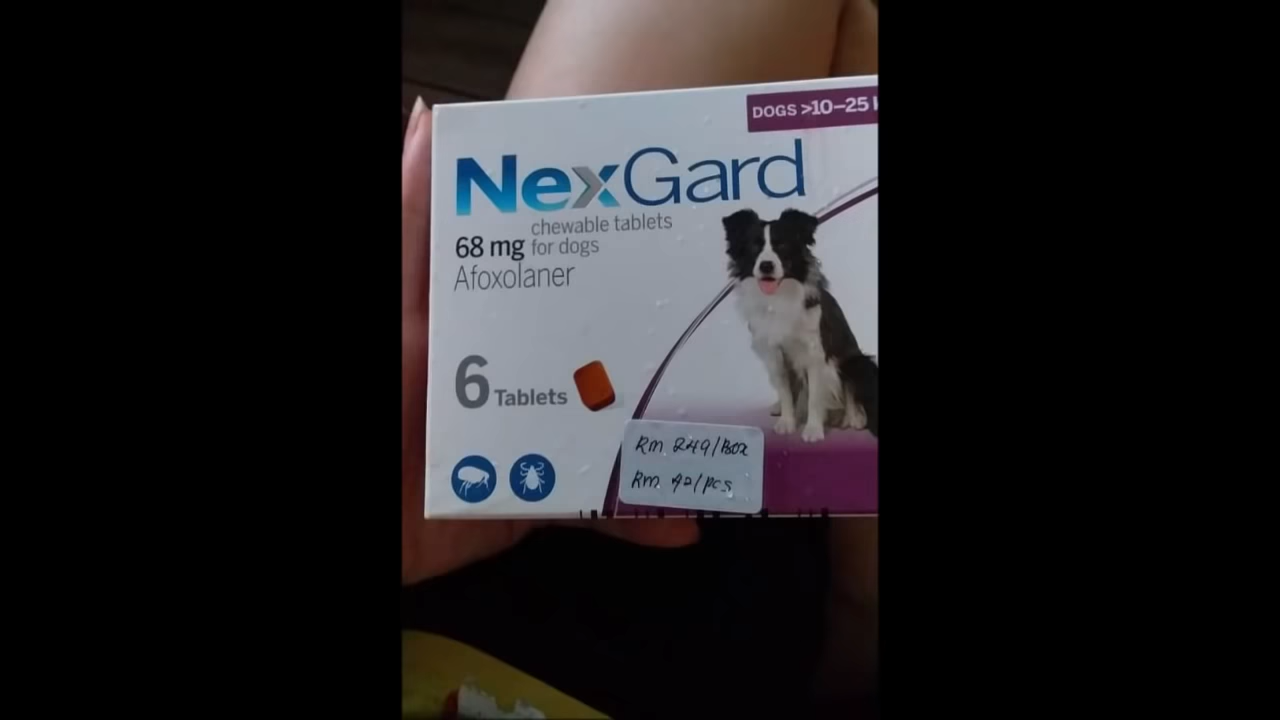 DOGS >10–25
NexGard
chewable tablets
68 mg for dogs
Afoxolaner
6 Tablets
RM 249/Box
RM 42/pcs